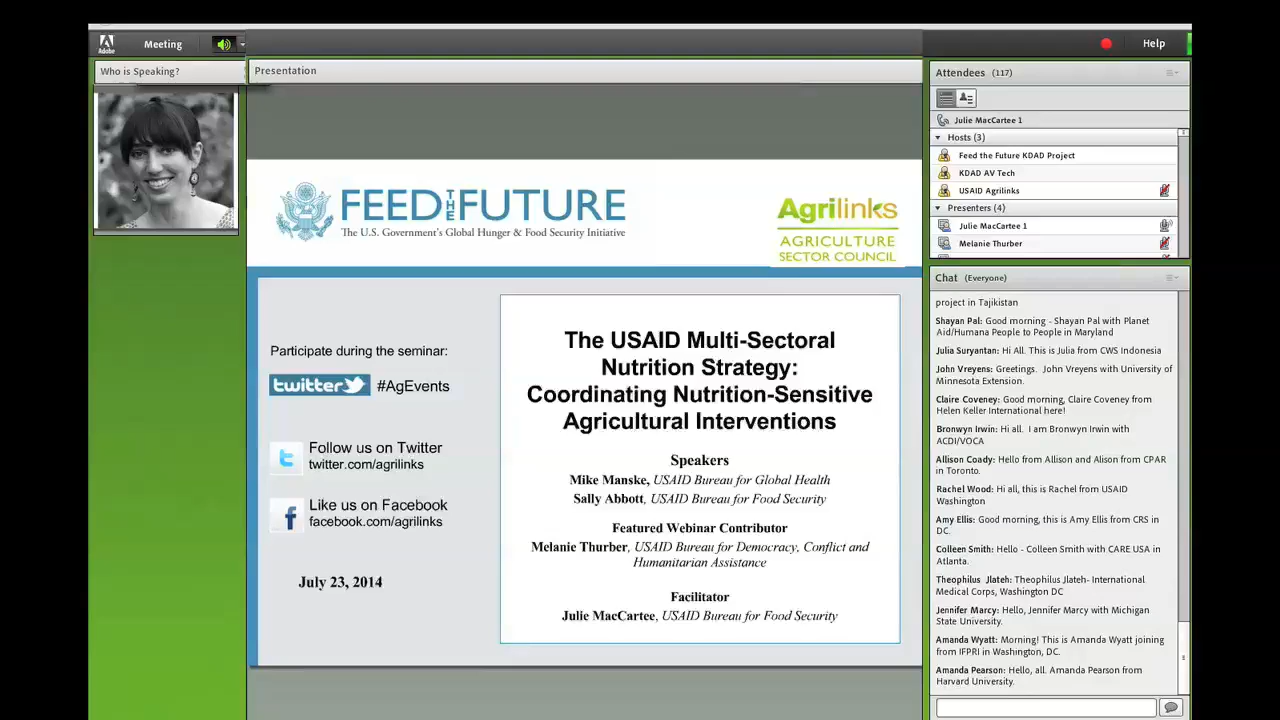 Adobe
Meeting
Help
Who is Speaking?
Presentation
FEED THE FUTURE
The U.S. Government's Global Hunger & Food Security Initiative
Agrilinks
AGRICULTURE
SECTOR COUNCIL
Participate during the seminar:
twitter #AgEvents
Follow us on Twitter
twitter.com/agrilinks
Like us on Facebook
facebook.com/agrilinks
July 23, 2014
The USAID Multi-Sectoral
Nutrition Strategy:
Coordinating Nutrition-Sensitive
Agricultural Interventions
Speakers
Mike Manske, USAID Bureau for Global Health
Sally Abbott, USAID Bureau for Food Security
Featured Webinar Contributor
Melanie Thurber, USAID Bureau for Democracy, Conflict and
Humanitarian Assistance
Facilitator
Julie MacCartee, USAID Bureau for Food Security
Attendees (117)
Julie MacCartee 1
Hosts (3)
Feed the Future KDAD Project
KDAD AV Tech
USAID Agrilinks
Presenters (4)
Julie MacCartee 1
Melanie Thurber
Chat (Everyone)
project in Tajikistan
Shayan Pal: Good morning - Shayan Pal with Planet
Aid/Humana People to People in Maryland
Julia Suryantan: Hi All. This is Julia from CWS Indonesia
John Vreyens: Greetings. John Vreyens with University of
Minnesota Extension.
Claire Coveney: Good morning, Claire Coveney from
Helen Keller International here!
Bronwyn Irwin: Hi all. I am Bronwyn Irwin with
ACDI/VOCA
Allison Coady: Hello from Allison and Alison from CPAR
in Toronto.
Rachel Wood: Hi all, this is Rachel from USAID
Washington
Amy Ellis: Good morning, this is Amy Ellis from CRS in
DC.
Colleen Smith: Hello - Colleen Smith with CARE USA in
Atlanta.
Theophilus Jlateh: Theophilus Jlateh- International
Medical Corps, Washington DC
Jennifer Marcy: Hello, Jennifer Marcy with Michigan
State University.
Amanda Wyatt: Morning! This is Amanda Wyatt joining
from IFPRI in Washington, DC.
Amanda Pearson: Hello, all. Amanda Pearson from
Harvard University.